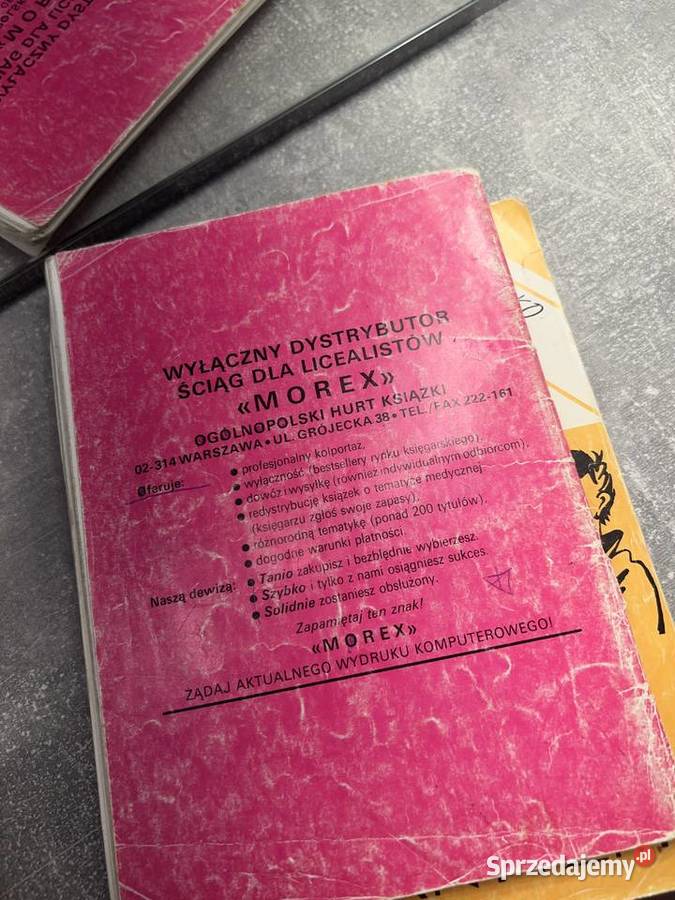 WYŁĄCZNY DYSTRYBUTOR
ŚCIĄG DLA LICEALISTÓW
«MOREX»
OGÓLNOPOLSKI HURT KSIĄŻKI
02-314 WARSZAWA • UL. GRÓJECKA 38 • TEL./FAX 222-161
Oferuje:
• profesjonalny kolportaż.
• wyłączność (bestsellery rynku księgarskiego).
• dowóz i wysyłkę (również indywidualnym odbiorcom).
• redystrybucję książek o tematyce medycznej
(księgarzu zgłoś swoje zapasy).
• różnorodną tematykę (ponad 200 tytułów).
• dogodne warunki płatności.
Naszą dewizą:
• Tanio zakupisz i bezbłędnie wybierzesz.
• Szybko i tylko z nami osiągniesz sukces.
• Solidnie zostaniesz obsłużony.
Zapamiętaj ten znak!
«MOREX»
ŻĄDAJ AKTUALNEGO WYDRUKU KOMPUTEROWEGO!
Sprzedajemy.pl